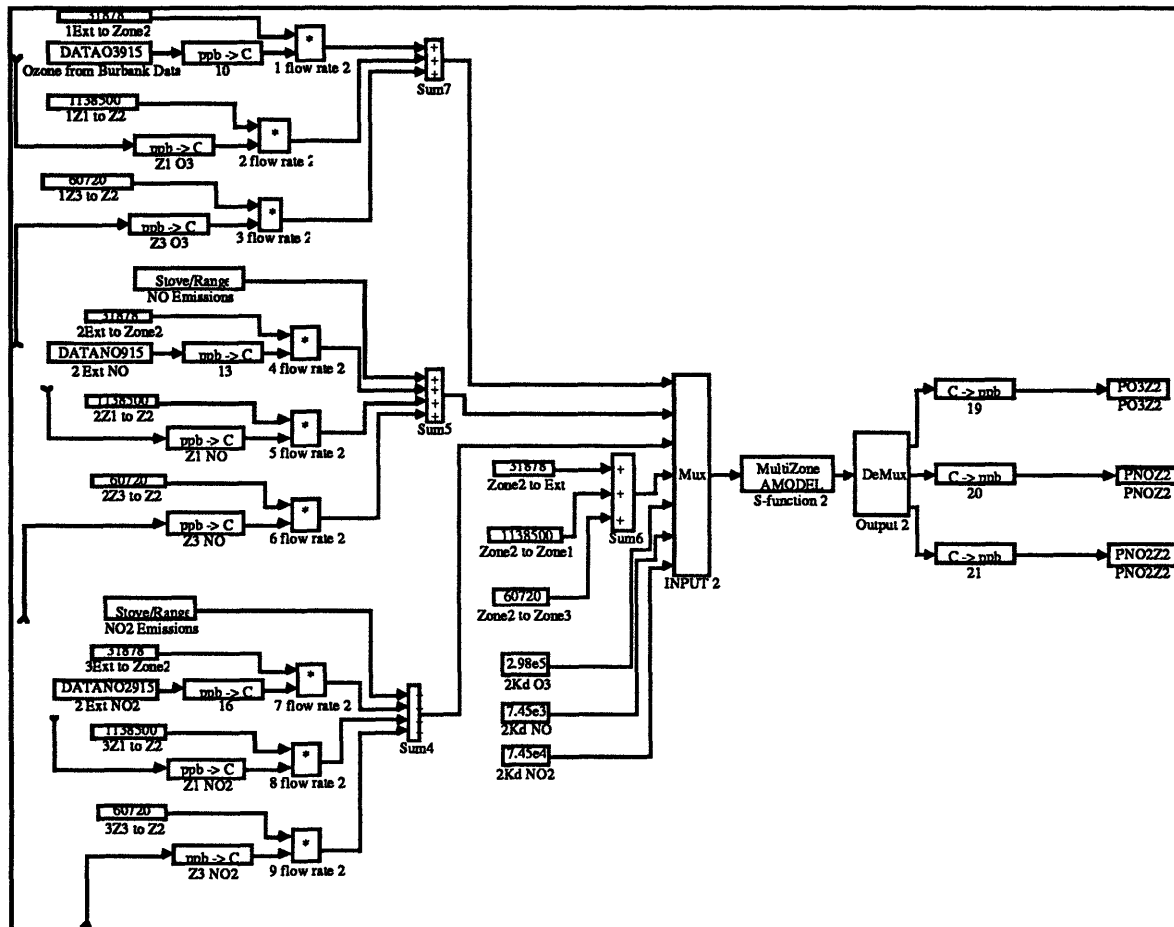 31878
1Ext to Zone2
DATAO3915
Ozone from Burbank Data
ppb -> C
10
*
1 flow rate 2
+
+
+
Sum7
1138500
1Z1 to Z2
ppb -> C
Z1 O3
*
2 flow rate 2
60720
1Z3 to Z2
ppb -> C
Z3 O3
*
3 flow rate 2
Stove/Range
NO Emissions
31878
2Ext to Zone2
DATANO915
2 Ext NO
ppb -> C
13
*
4 flow rate 2
+
+
+
+
Sum5
1138500
2Z1 to Z2
ppb -> C
Z1 NO
*
5 flow rate 2
60720
2Z3 to Z2
ppb -> C
Z3 NO
*
6 flow rate 2
31878
Zone2 to Ext
1138500
Zone2 to Zone1
60720
Zone2 to Zone3
+
+
+
Sum6
Mux
INPUT 2
MultiZone
AMODEL
S-function 2
DeMux
Output 2
C -> ppb
19
PO3Z2
PO3Z2
C -> ppb
20
PNOZ2
PNOZ2
C -> ppb
21
PNO2Z2
PNO2Z2
Stove/Range
NO2 Emissions
31878
3Ext to Zone2
DATANO2915
2 Ext NO2
ppb -> C
16
*
7 flow rate 2
+
+
+
+
Sum4
1138500
3Z1 to Z2
ppb -> C
Z1 NO2
*
8 flow rate 2
60720
3Z3 to Z2
ppb -> C
Z3 NO2
*
9 flow rate 2
2.98e5
2Kd O3
7.45e3
2Kd NO
7.45e4
2Kd NO2